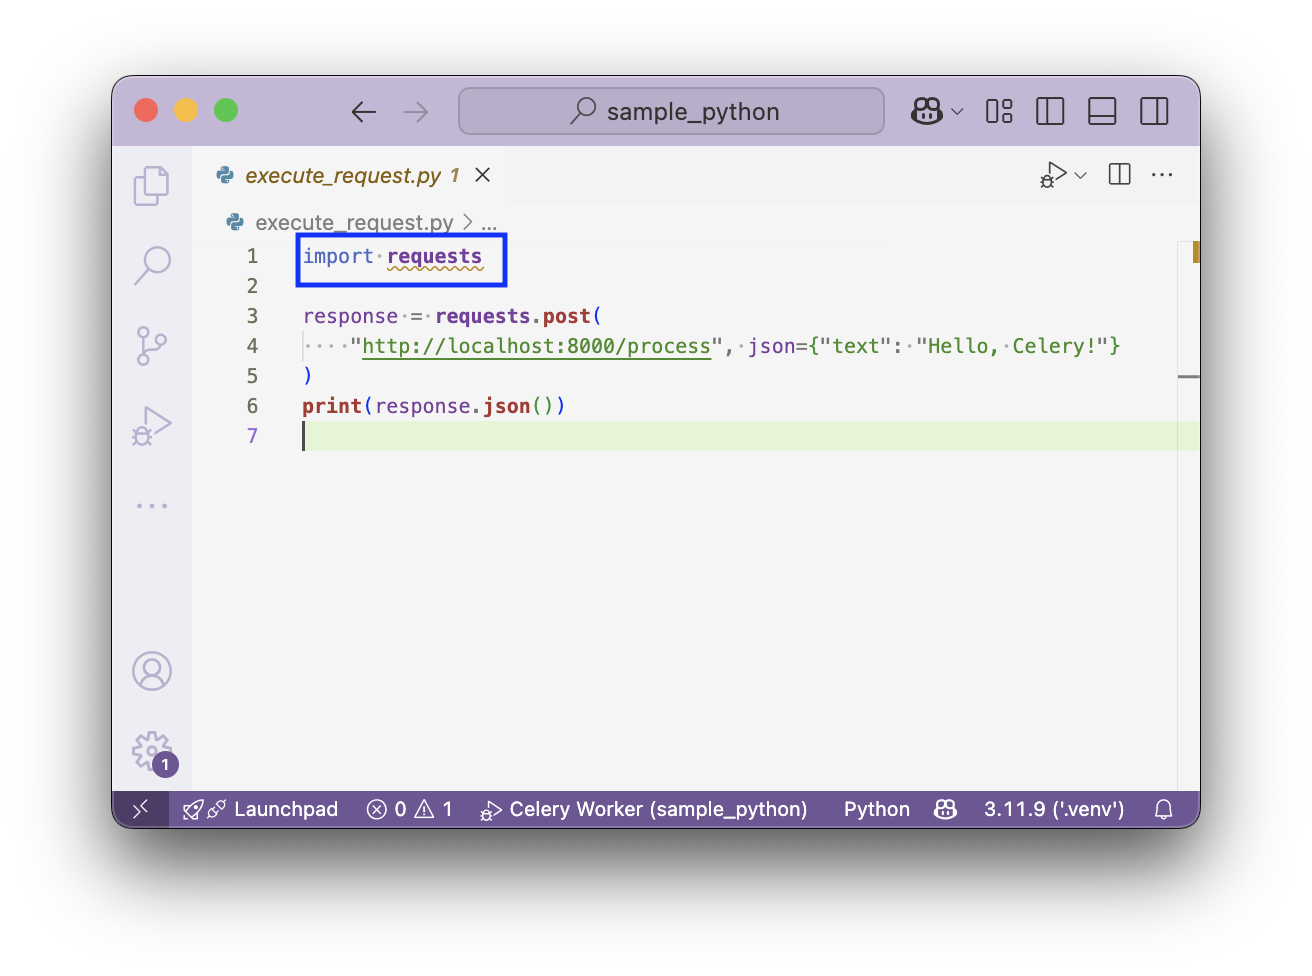 sample_python
execute_request.py 1
execute_request.py > ...
1 import requests
2
3 response = requests.post(
4     "http://localhost:8000/process", json={"text": "Hello, Celery!"}
5 )
6 print(response.json())
7
1
Launchpad 0 1 Celery Worker (sample_python) Python 3.11.9 ('.venv')